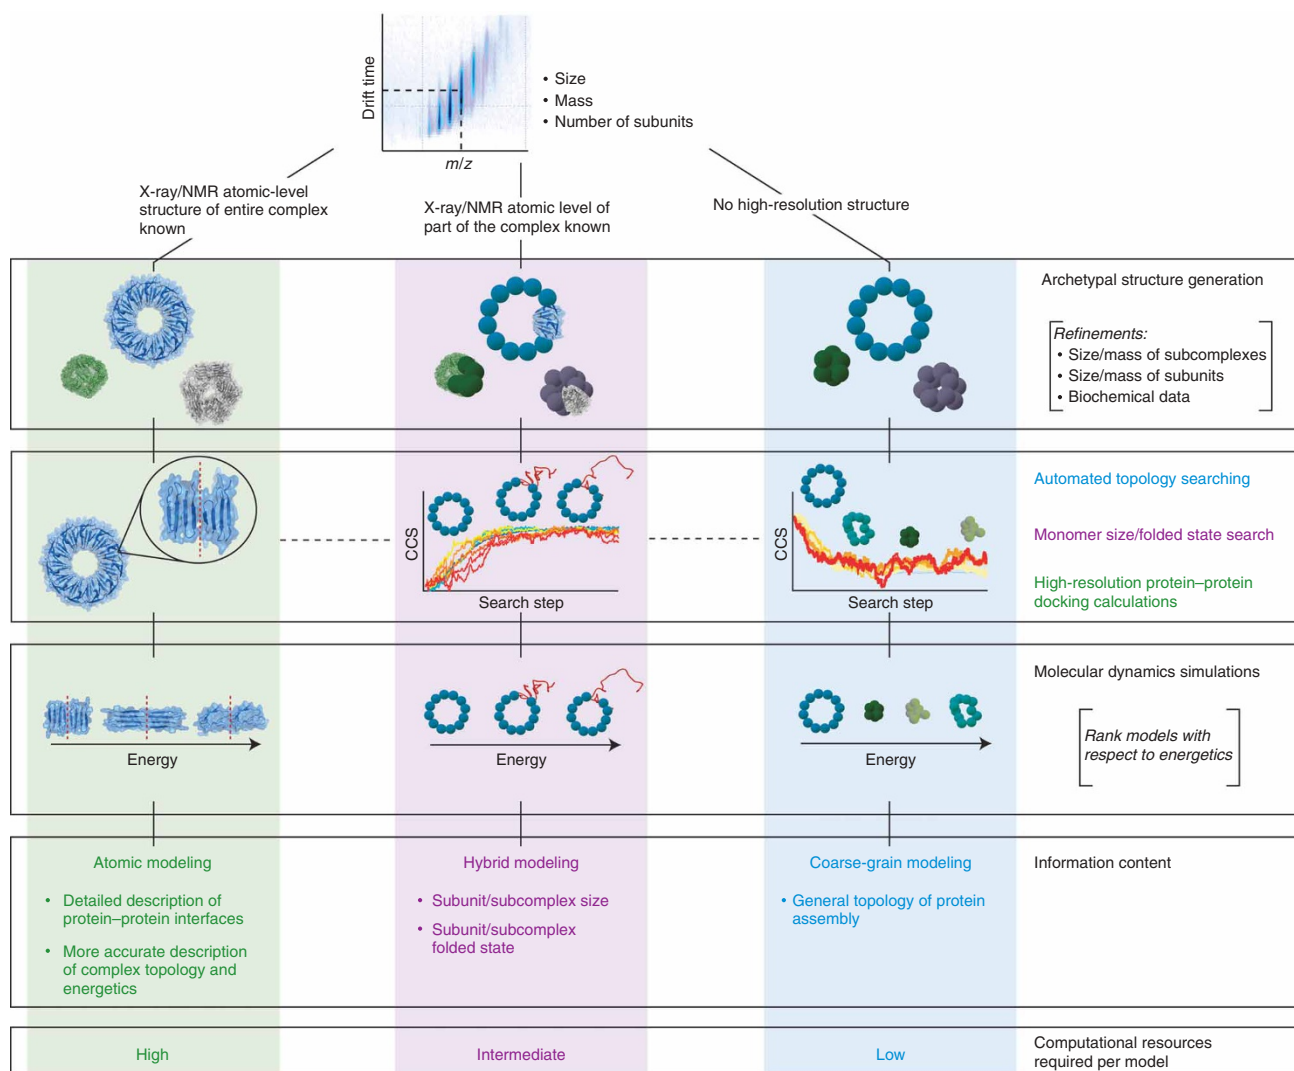 Drift time
m/z
• Size
• Mass
• Number of subunits
X-ray/NMR atomic-level
structure of entire complex
known
X-ray/NMR atomic level of
part of the complex known
No high-resolution structure
Archetypal structure generation
Refinements:
• Size/mass of subcomplexes
• Size/mass of subunits
• Biochemical data
CCS
Search step
CCS
Search step
Automated topology searching
Monomer size/folded state search
High-resolution protein–protein
docking calculations
Energy
Energy
Energy
Molecular dynamics simulations
Rank models with
respect to energetics
Atomic modeling
• Detailed description of
protein–protein interfaces
• More accurate description
of complex topology and
energetics
Hybrid modeling
• Subunit/subcomplex size
• Subunit/subcomplex
folded state
Coarse-grain modeling
• General topology of protein
assembly
Information content
High
Intermediate
Low
Computational resources
required per model